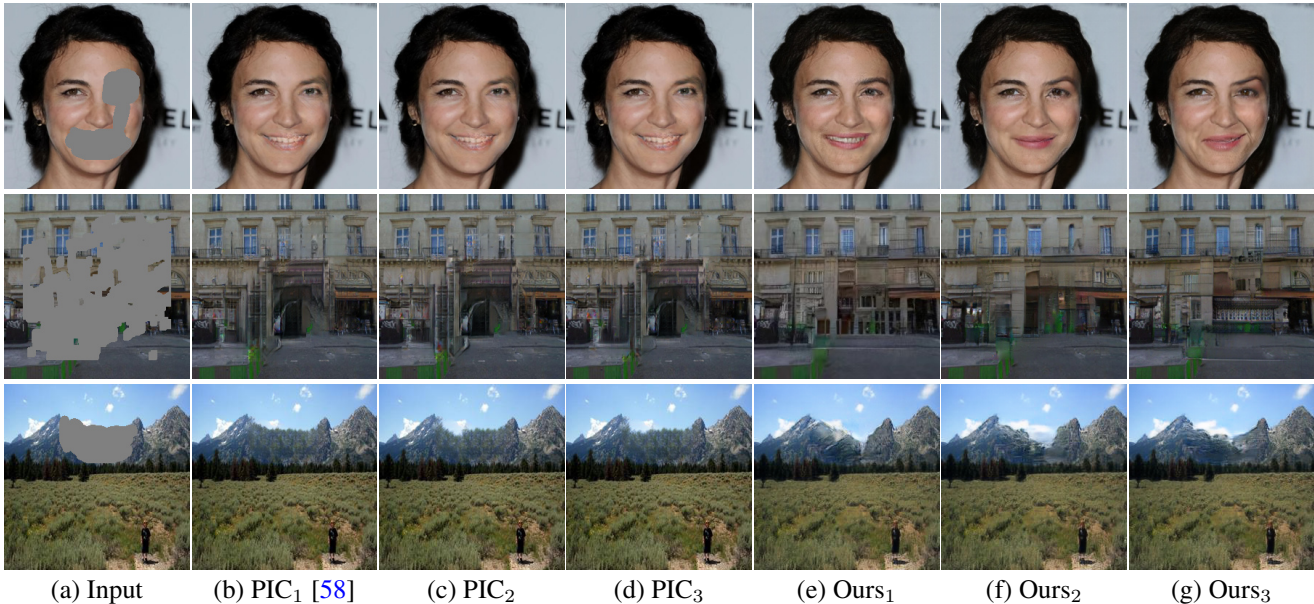 (a) Input (b) PIC₁ [58] (c) PIC₂ (d) PIC₃ (e) Ours₁ (f) Ours₂ (g) Ours₃